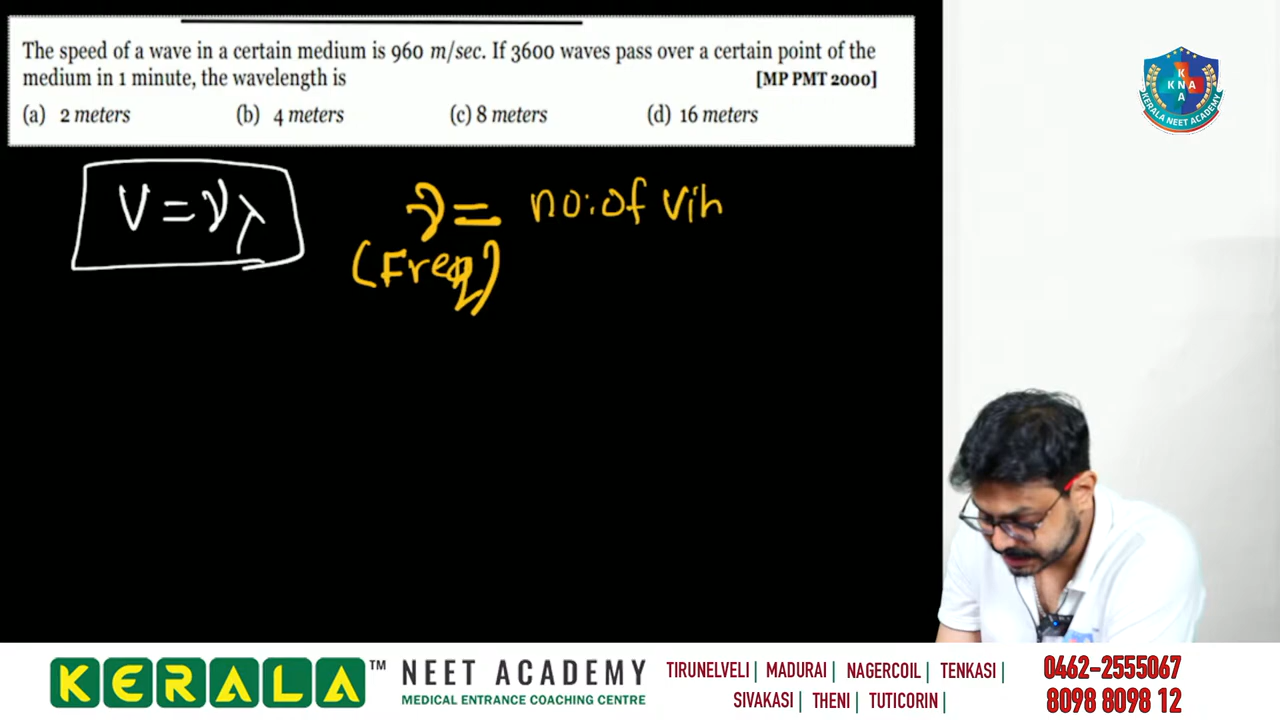 The speed of a wave in a certain medium is 960 m/sec. If 3600 waves pass over a certain point of the
medium in 1 minute, the wavelength is [MP PMT 2000]
(a) 2 meters (b) 4 meters (c) 8 meters (d) 16 meters
V = νλ
ν = no: of vib
(Freq)
K
K N A
A
KERALA NEET ACADEMY
KERALA™ NEET ACADEMY
MEDICAL ENTRANCE COACHING CENTRE
TIRUNELVELI | MADURAI | NAGERCOIL | TENKASI |
SIVAKASI | THENI | TUTICORIN |
0462-2555067
8098 8098 12